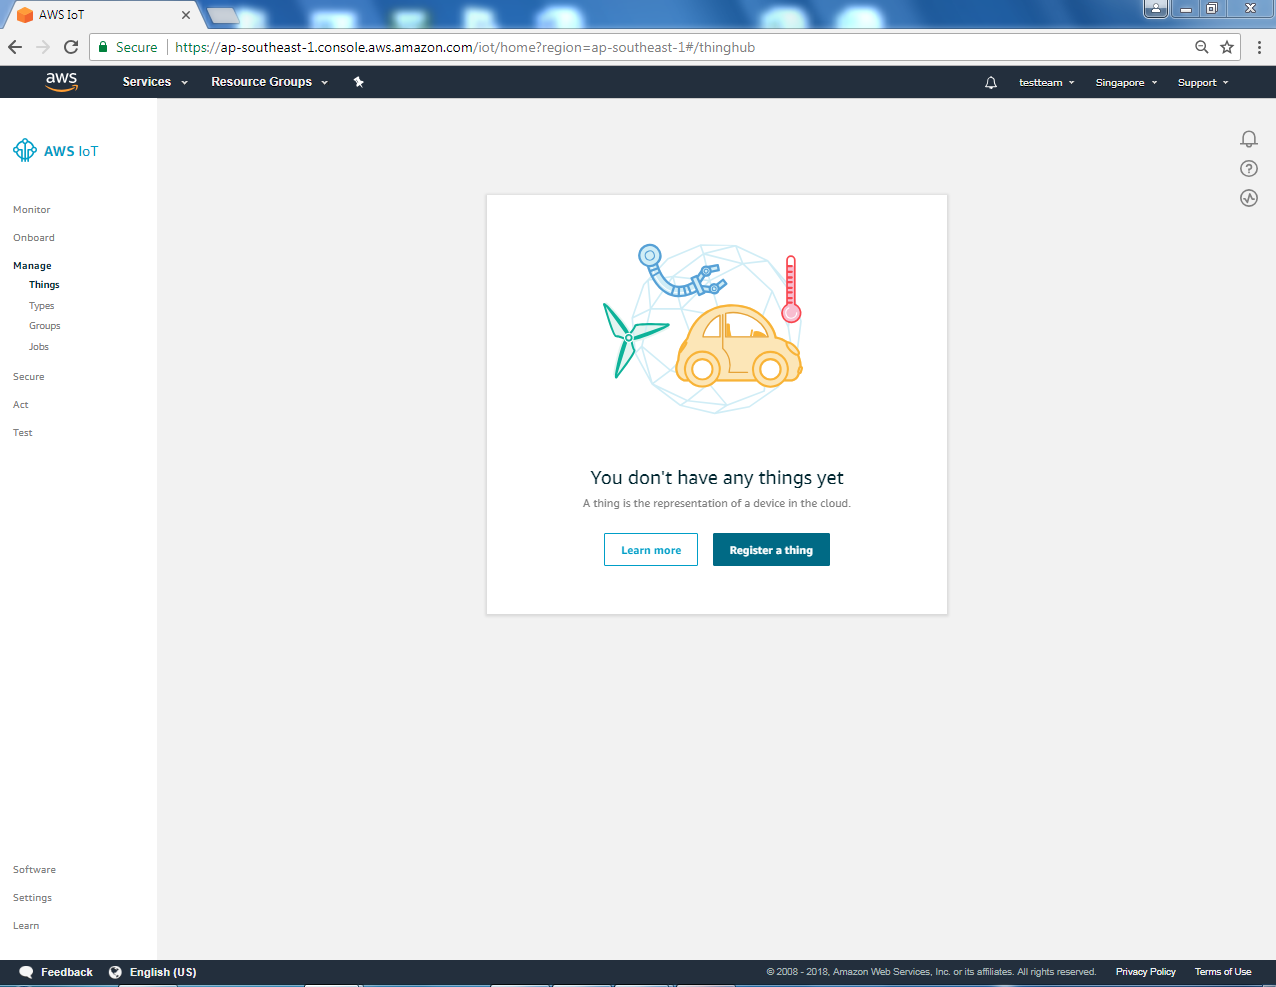 AWS IoT
Secure https://ap-southeast-1.console.aws.amazon.com/iot/home?region=ap-southeast-1#/thinghub
aws Services Resource Groups testteam Singapore Support
AWS IoT
Monitor
Onboard
Manage
Things
Types
Groups
Jobs
Secure
Act
Test
You don't have any things yet
A thing is the representation of a device in the cloud.
Learn more Register a thing
Software
Settings
Learn
Feedback English (US) © 2008 - 2018, Amazon Web Services, Inc. or its affiliates. All rights reserved. Privacy Policy Terms of Use